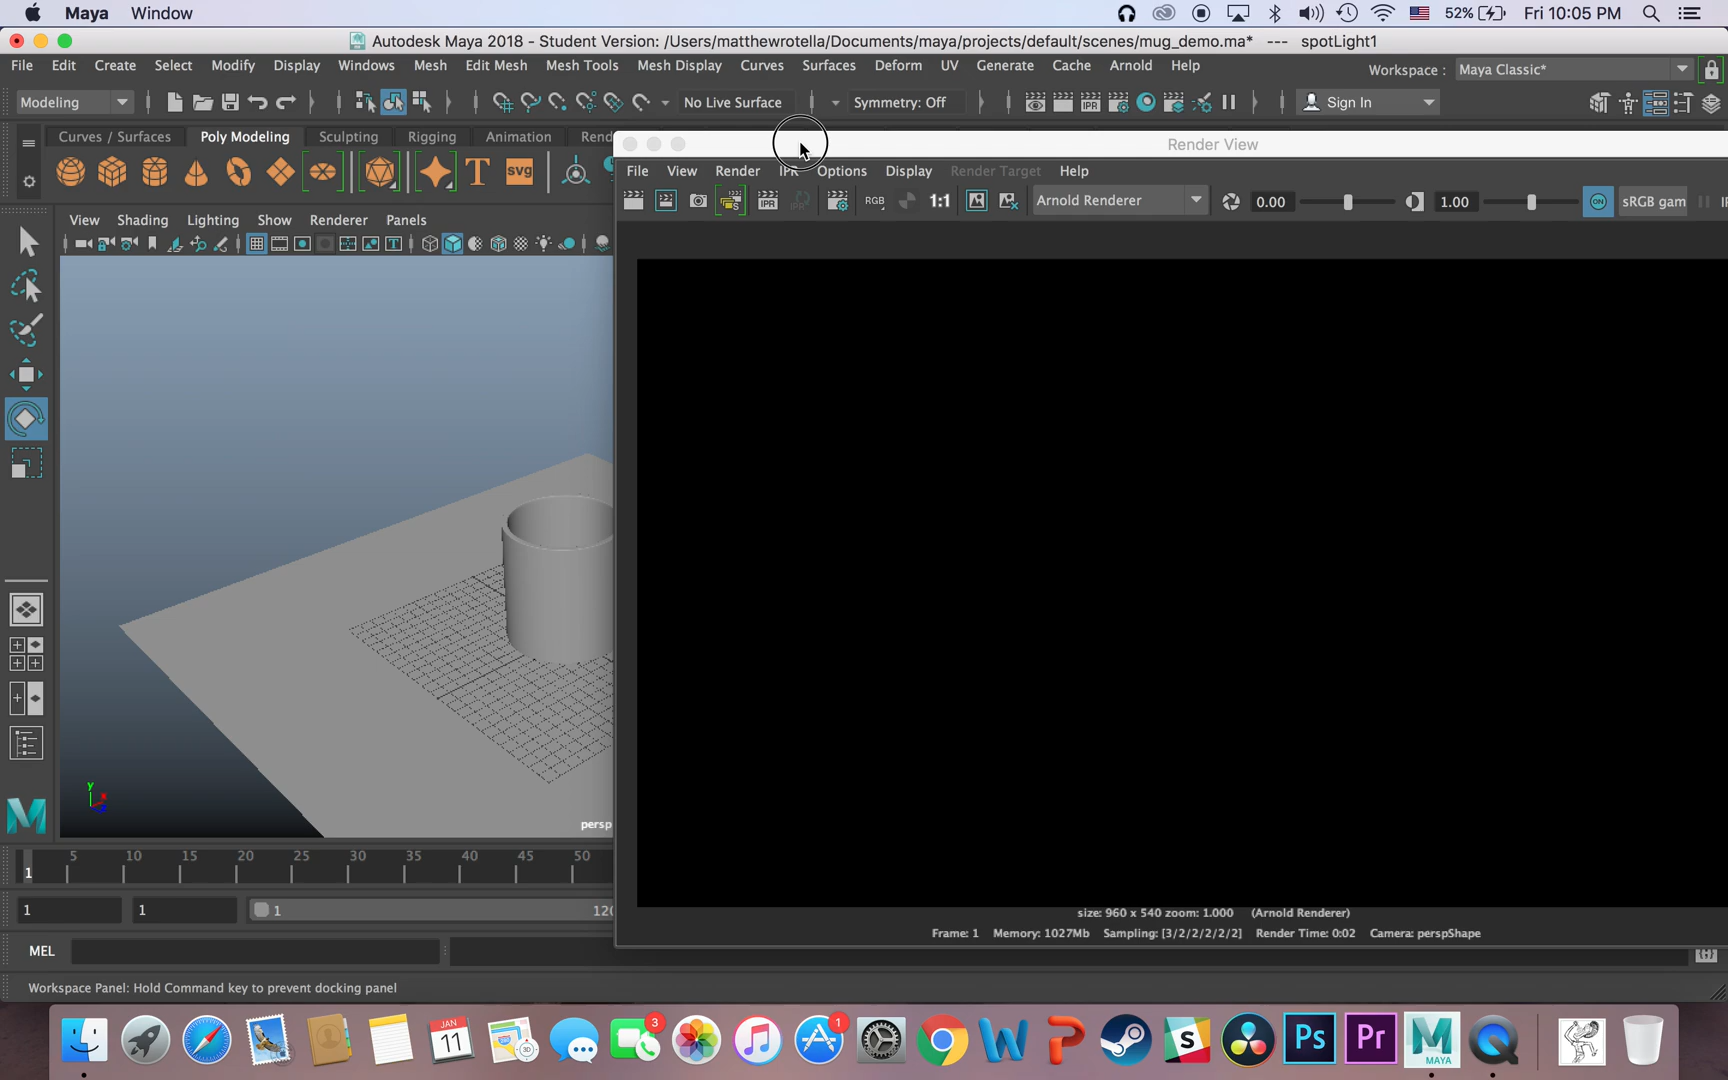 Maya Window 52% Fri 10:05 PM
Autodesk Maya 2018 - Student Version: /Users/matthewrotella/Documents/maya/projects/default/scenes/mug_demo.ma* --- spotLight1
File Edit Create Select Modify Display Windows Mesh Edit Mesh Mesh Tools Mesh Display Curves Surfaces Deform UV Generate Cache Arnold Help Workspace : Maya Classic*
Modeling No Live Surface Symmetry: Off IPR Sign In
Curves / Surfaces Poly Modeling Sculpting Rigging Animation Rend
Render View
File View Render IPR Options Display Render Target Help
T svg
IPR IPR RGB 1:1 Arnold Renderer 0.00 1.00 ON sRGB gam
View Shading Lighting Show Renderer Panels
y
x
persp
5 10 15 20 25 30 35 40 45 50
1
1 1 1 120
size: 960 x 540 zoom: 1.000 (Arnold Renderer)
Frame: 1 Memory: 1027Mb Sampling: [3/2/2/2/2/2] Render Time: 0:02 Camera: perspShape
MEL
Workspace Panel: Hold Command key to prevent docking panel
JAN
11
3
1
W P S Ps Pr M
MAYA